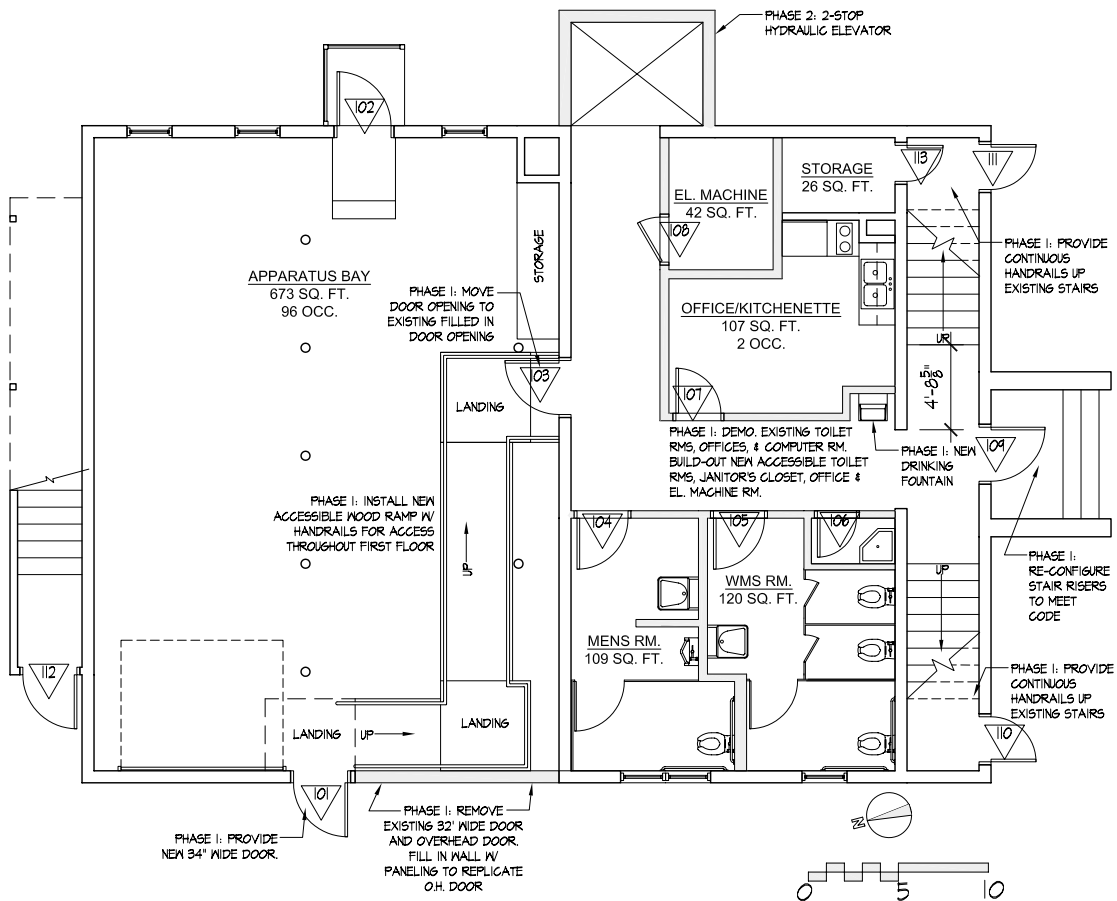 PHASE 2: 2-STOP
HYDRAULIC ELEVATOR
102
113
111
STORAGE
26 SQ. FT.
EL. MACHINE
42 SQ. FT.
108
STORAGE
PHASE 1: PROVIDE
CONTINUOUS
HANDRAILS UP
EXISTING STAIRS
APPARATUS BAY
673 SQ. FT.
96 OCC.
PHASE 1: MOVE
DOOR OPENING TO
EXISTING FILLED IN
DOOR OPENING
OFFICE/KITCHENETTE
107 SQ. FT.
2 OCC.
UP
103
107
4'-8⅝"
LANDING
PHASE 1: DEMO. EXISTING TOILET
RMS, OFFICES, & COMPUTER RM.
BUILD-OUT NEW ACCESSIBLE TOILET
RMS, JANITOR'S CLOSET, OFFICE &
EL. MACHINE RM.
PHASE 1: NEW
DRINKING
FOUNTAIN
109
PHASE 1: INSTALL NEW
ACCESSIBLE WOOD RAMP W/
HANDRAILS FOR ACCESS
THROUGHOUT FIRST FLOOR
104
105
106
UP
UP
PHASE 1:
RE-CONFIGURE
STAIR RISERS
TO MEET
CODE
WMS RM.
120 SQ. FT.
MENS RM.
109 SQ. FT.
112
PHASE 1: PROVIDE
CONTINUOUS
HANDRAILS UP
EXISTING STAIRS
LANDING
UP
LANDING
110
101
PHASE 1: PROVIDE
NEW 34" WIDE DOOR.
PHASE 1: REMOVE
EXISTING 32' WIDE DOOR
AND OVERHEAD DOOR.
FILL IN WALL W/
PANELING TO REPLICATE
O.H. DOOR
N
0 5 10